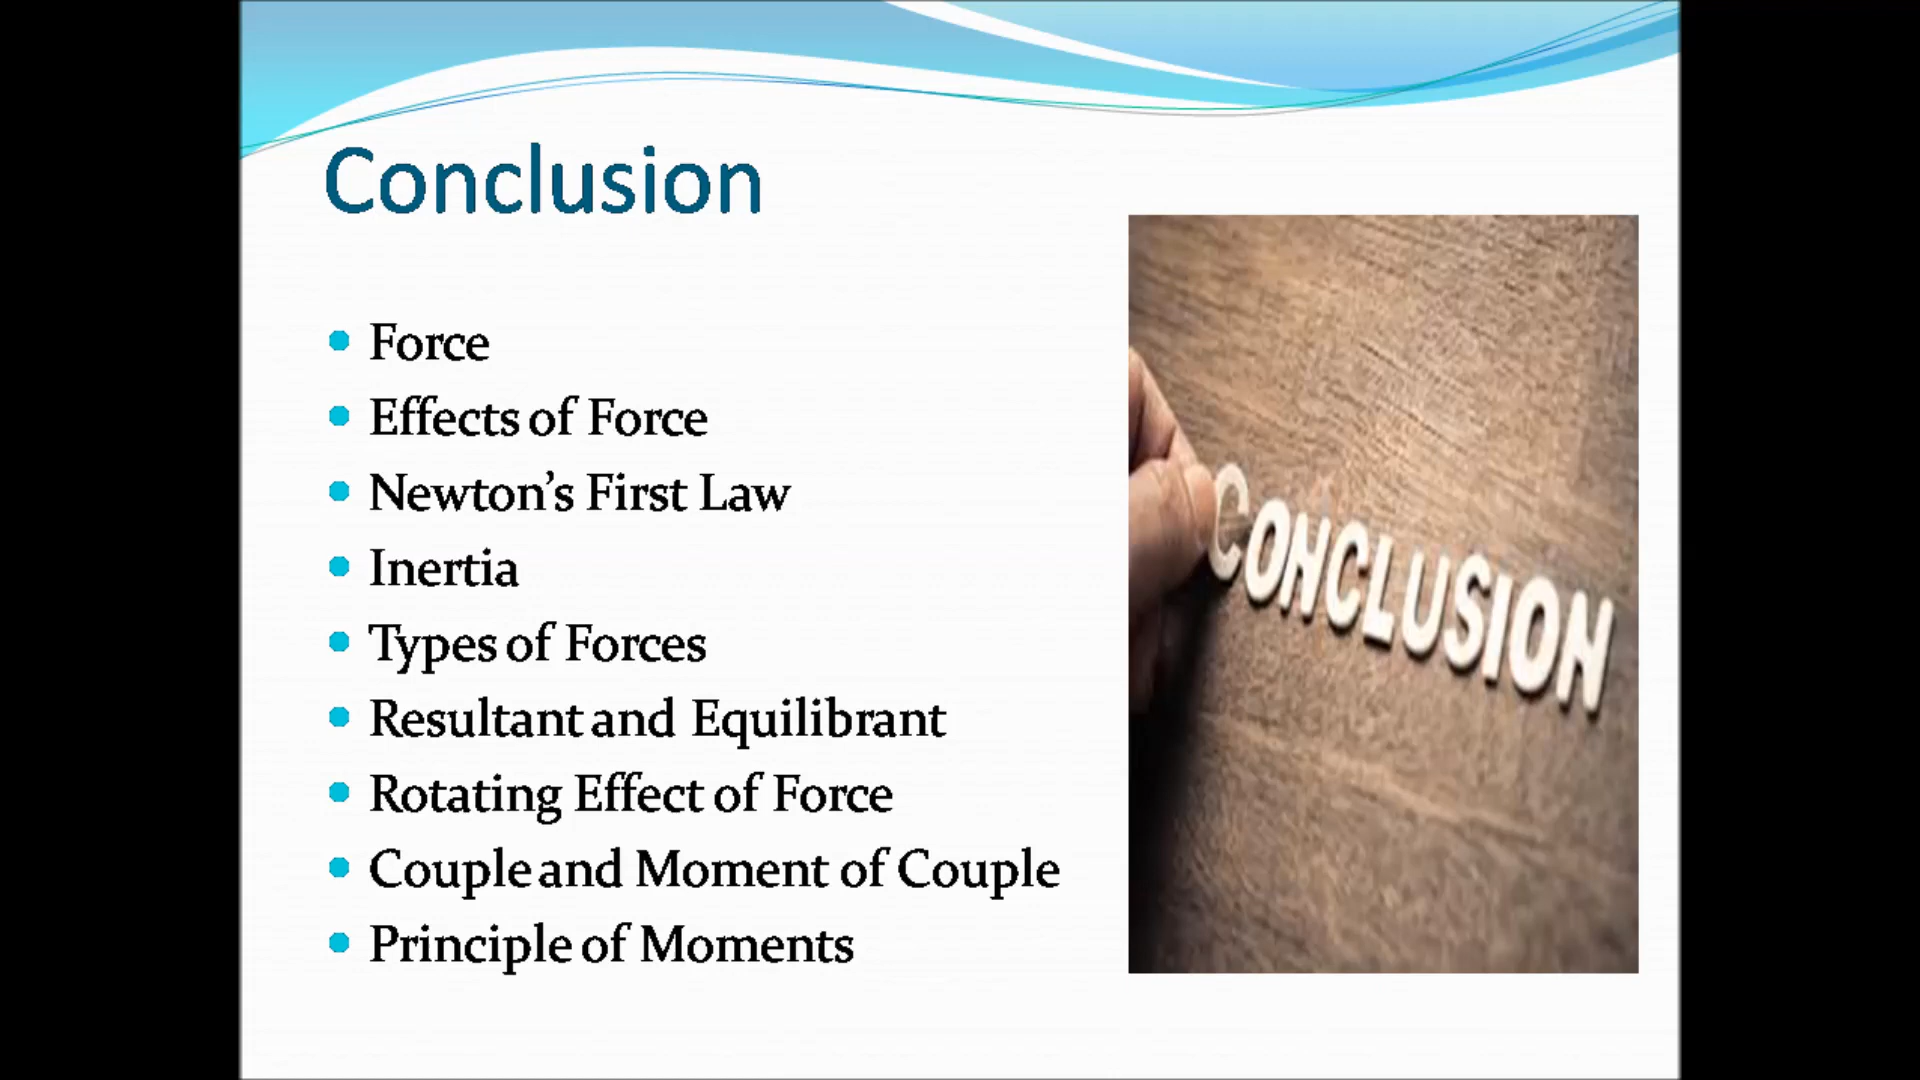 Conclusion
Force
Effects of Force
Newton’s First Law
Inertia
Types of Forces
Resultant and Equilibrant
Rotating Effect of Force
Couple and Moment of Couple
Principle of Moments
CONCLUSION